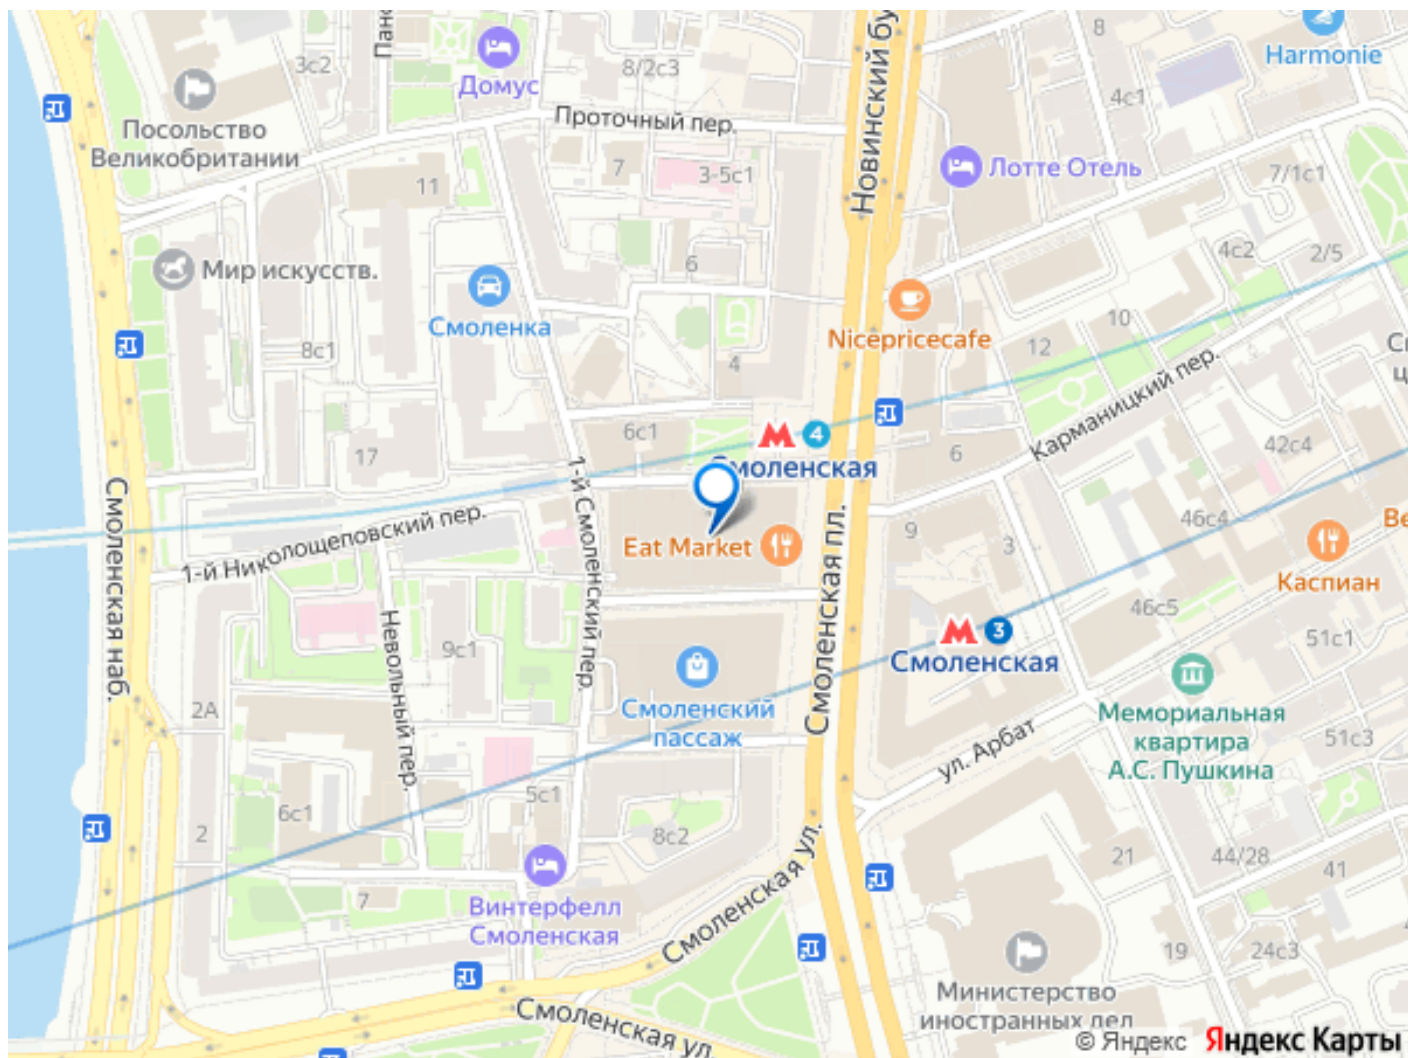 Новинский бу
8
Harmonie
Пано
3с2
Домус
8/2с3
4с1
Посольство
Великобритании
Проточный пер.
7
3-5с1
11
Лотте Отель
7/1с1
4с2
2/5
Мир искусств.
6
Смоленка
Nicepricecafe
10
12
8с1
4
Карманицкий пер.
6с1
4
Смоленская
42с4
6
17
1-й Николощеповский пер.
1-й Смоленский пер.
Eat Market
Смоленская пл.
9
3
46с4
Ве
Каспиан
46с5
Смоленская наб.
Невольный пер.
9с1
3
Смоленская
51с1
2А
Смоленский
пассаж
Мемориальная
квартира
А.С. Пушкина
51с3
ул. Арбат
6с1
5с1
2
8с2
Смоленская ул.
21
44/28
41
7
Винтерфелл
Смоленская
19
24с3
Министерство
иностранных дел
Смоленская ул.
© Яндекс Яндекс Карты